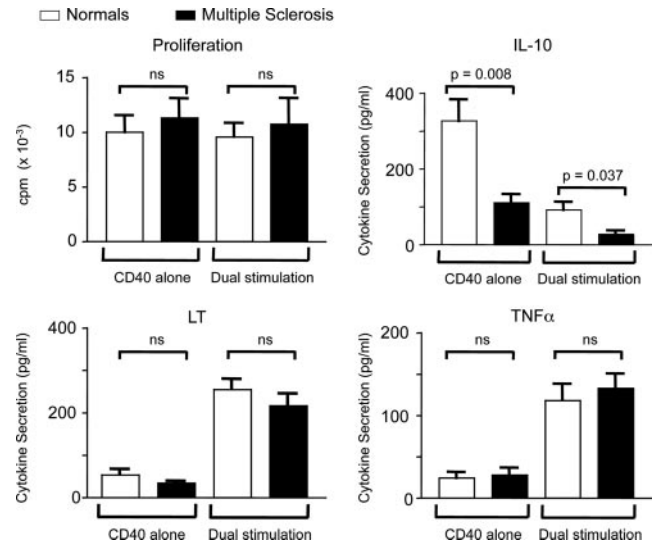 Normals Multiple Sclerosis
Proliferation
ns ns
15
10
5
0
cpm (x 10⁻³)
CD40 alone Dual stimulation
IL-10
p = 0.008
p = 0.037
400
200
0
Cytokine Secretion (pg/ml)
CD40 alone Dual stimulation
LT
ns ns
400
200
0
Cytokine Secretion (pg/ml)
CD40 alone Dual stimulation
TNFα
ns ns
200
150
100
50
0
Cytokine Secretion (pg/ml)
CD40 alone Dual stimulation